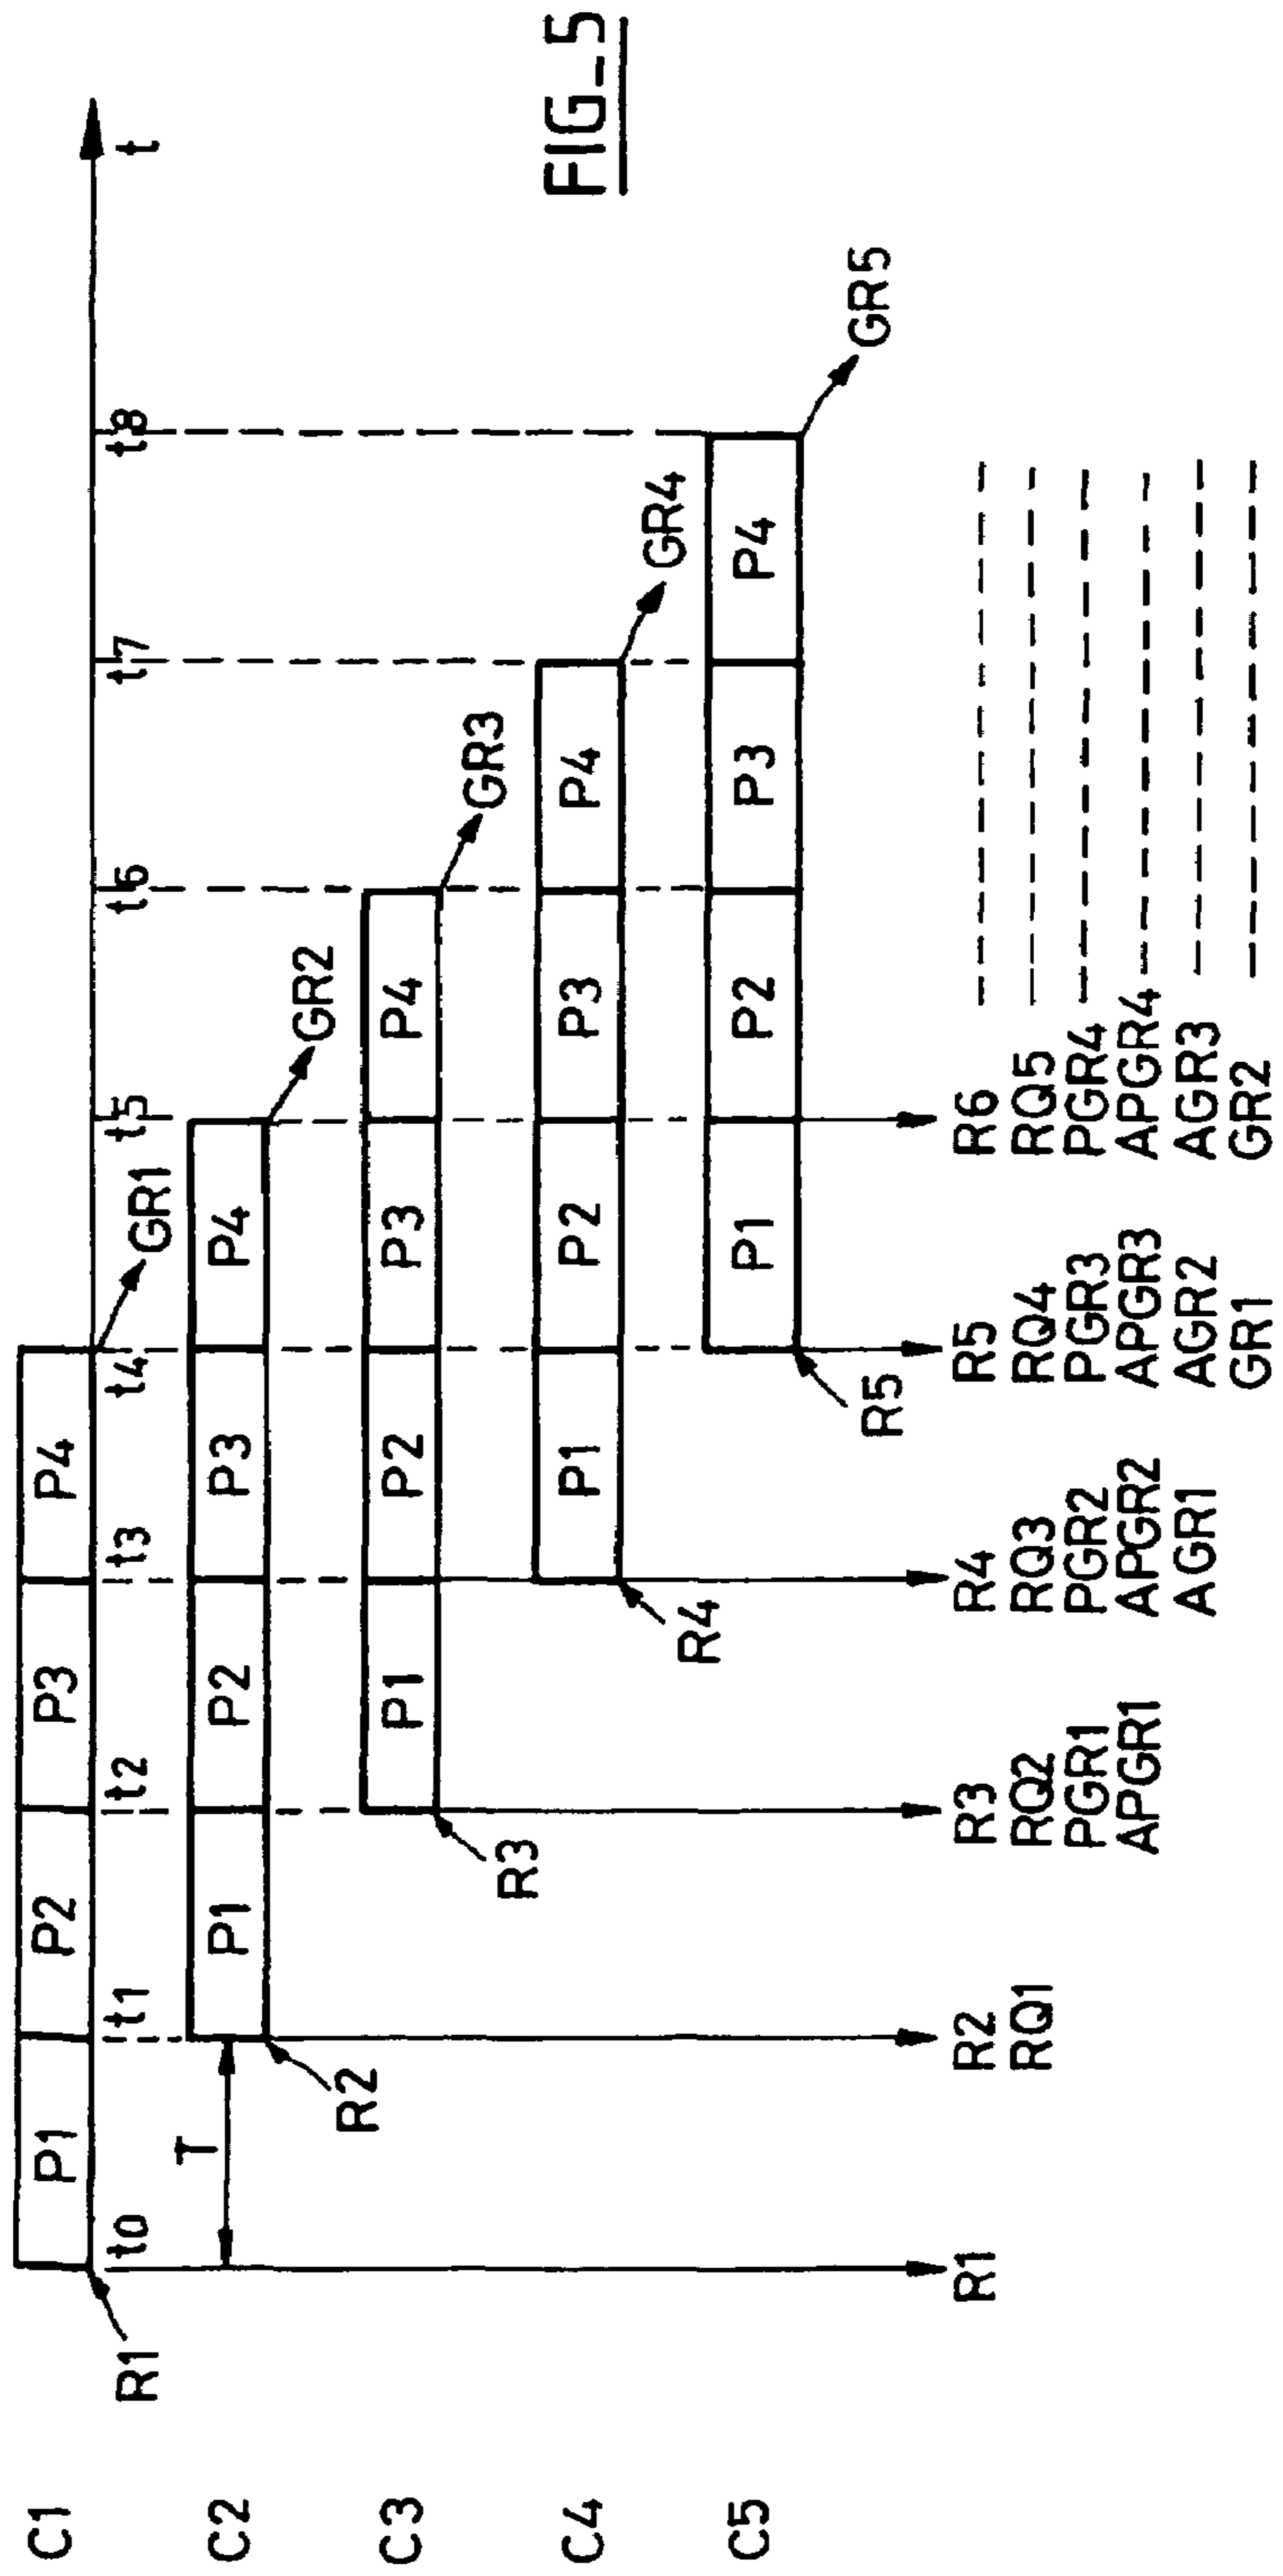 C1 P1 P2 P3 P4
R1 t0 t1 t2 t3 t4 GR1 t5 t6 t7 t8 t
T
C2 P1 P2 P3 P4
R2 GR2
C3 P1 P2 P3 P4
R3 GR3
C4 P1 P2 P3 P4
R4 GR4
FIG_5
C5 P1 P2 P3 P4
R5 GR5
R1 R2 R3 R4 R5 R6
RQ1 RQ2 RQ3 RQ4 RQ5
PGR1 PGR2 PGR3 PGR4
APGR1 APGR2 APGR3 APGR4
AGR1 AGR2 AGR3
GR1 GR2